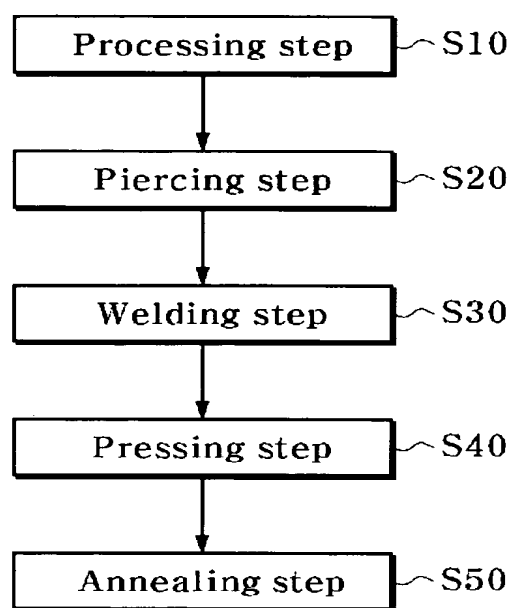 Processing step S10
Piercing step S20
Welding step S30
Pressing step S40
Annealing step S50